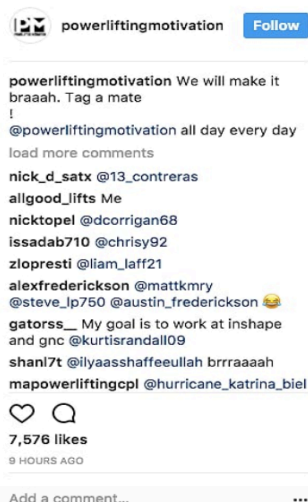 PM powerliftingmotivation Follow
powerliftingmotivation We will make it
braaah. Tag a mate
!
@powerliftingmotivation all day every day
load more comments
nick_d_satx @13_contreras
allgood_lifts Me
nicktopel @dcorrigan68
issadab710 @chrisy92
zlopresti @liam_laff21
alexfrederickson @mattkmry
@steve_lp750 @austin_frederickson 😂
gatorss__ My goal is to work at inshape
and gnc @kurtisrandall09
shanl7t @ilyaasshaffeeullah brrraaaah
mapowerliftingcpl @hurricane_katrina_biel
7,576 likes
9 HOURS AGO
Add a comment...